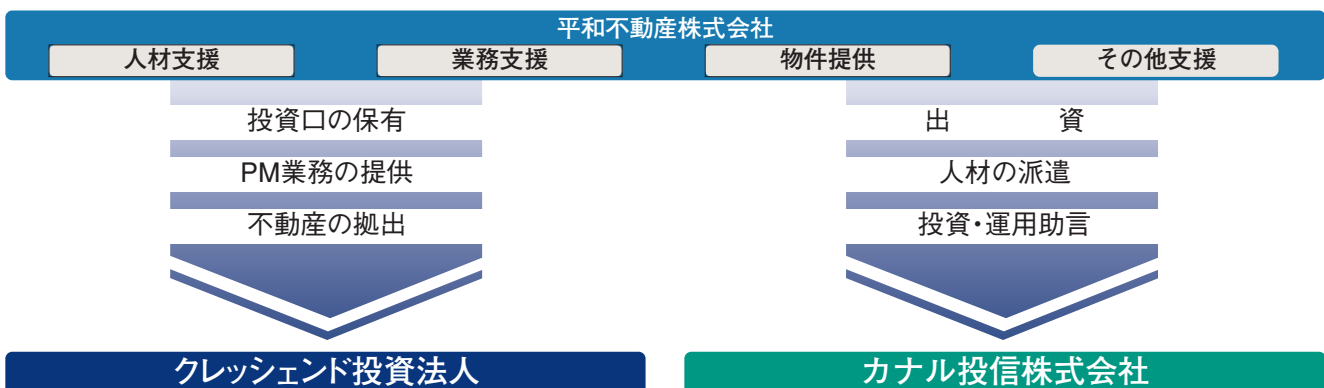 平和不動産株式会社
人材支援 業務支援 物件提供 その他支援
投資口の保有
PM業務の提供
不動産の拠出
出 資
人材の派遣
投資・運用助言
クレッシェンド投資法人
カナル投信株式会社